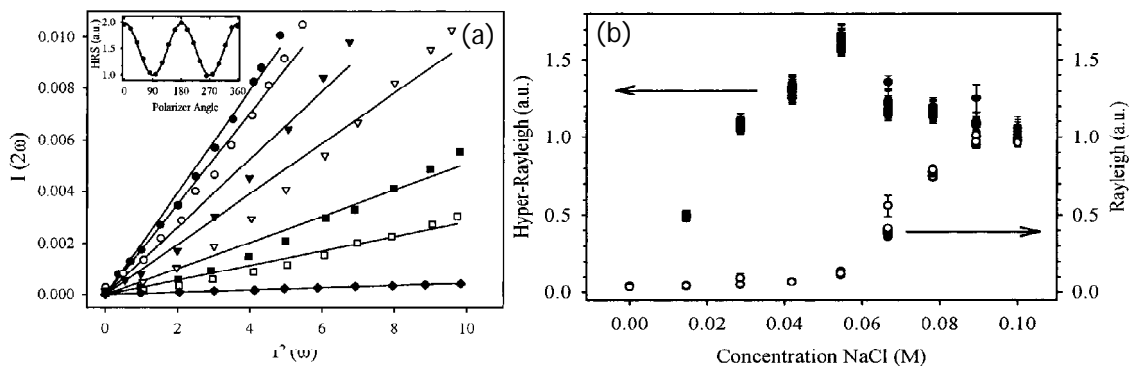 (a)
I (2ω)
0.010
0.008
0.006
0.004
0.002
0.000
0 2 4 6 8 10
I² (ω)
HRS (a.u.)
2.0
1.5
1.0
0 90 180 270 360
Polarizer Angle
(b)
Hyper-Rayleigh (a.u.)
1.5
1.0
0.5
0.0
0.00 0.02 0.04 0.06 0.08 0.10
Concentration NaCl (M)
1.5
1.0
0.5
0.0
Rayleigh (a.u.)